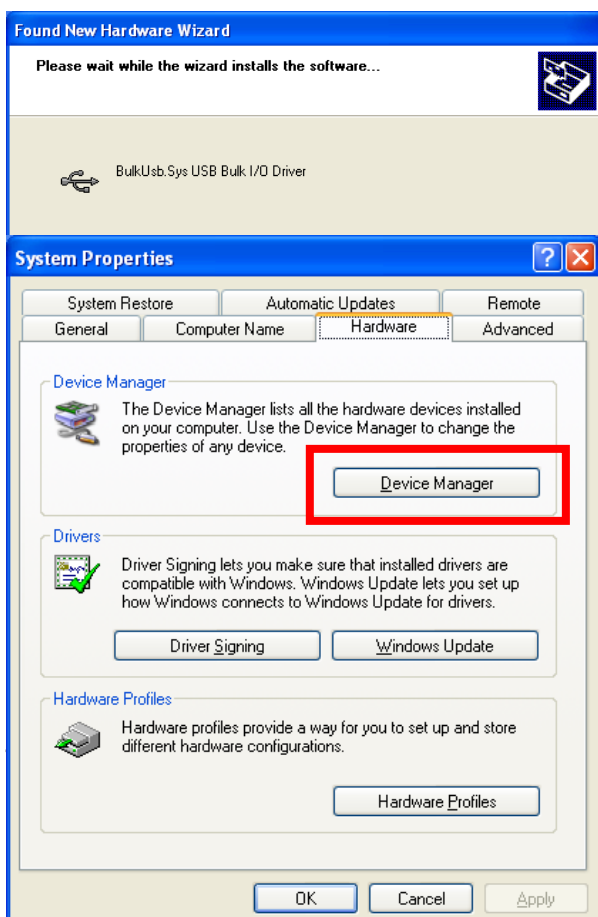 Found New Hardware Wizard
Please wait while the wizard installs the software...
BulkUsb.Sys USB Bulk I/O Driver
System Properties
System Restore Automatic Updates Remote
General Computer Name Hardware Advanced
Device Manager
The Device Manager lists all the hardware devices installed
on your computer. Use the Device Manager to change the
properties of any device.
Device Manager
Drivers
Driver Signing lets you make sure that installed drivers are
compatible with Windows. Windows Update lets you set up
how Windows connects to Windows Update for drivers.
Driver Signing Windows Update
Hardware Profiles
Hardware profiles provide a way for you to set up and store
different hardware configurations.
Hardware Profiles
OK Cancel Apply